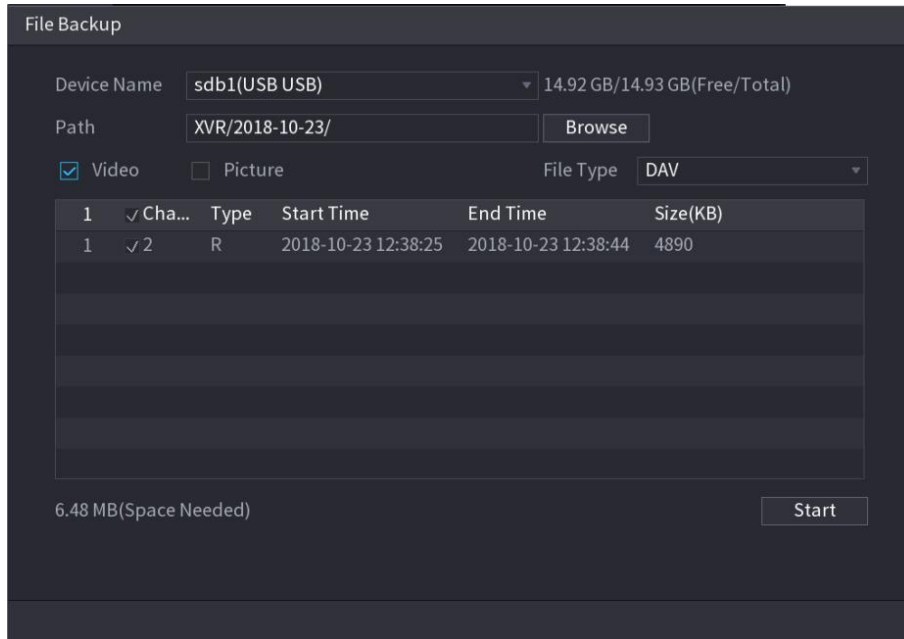 File Backup
Device Name sdb1(USB USB) 14.92 GB/14.93 GB(Free/Total)
Path XVR/2018-10-23/ Browse
Video Picture File Type DAV
1 Cha... Type Start Time End Time Size(KB)
1 2 R 2018-10-23 12:38:25 2018-10-23 12:38:44 4890
6.48 MB(Space Needed) Start